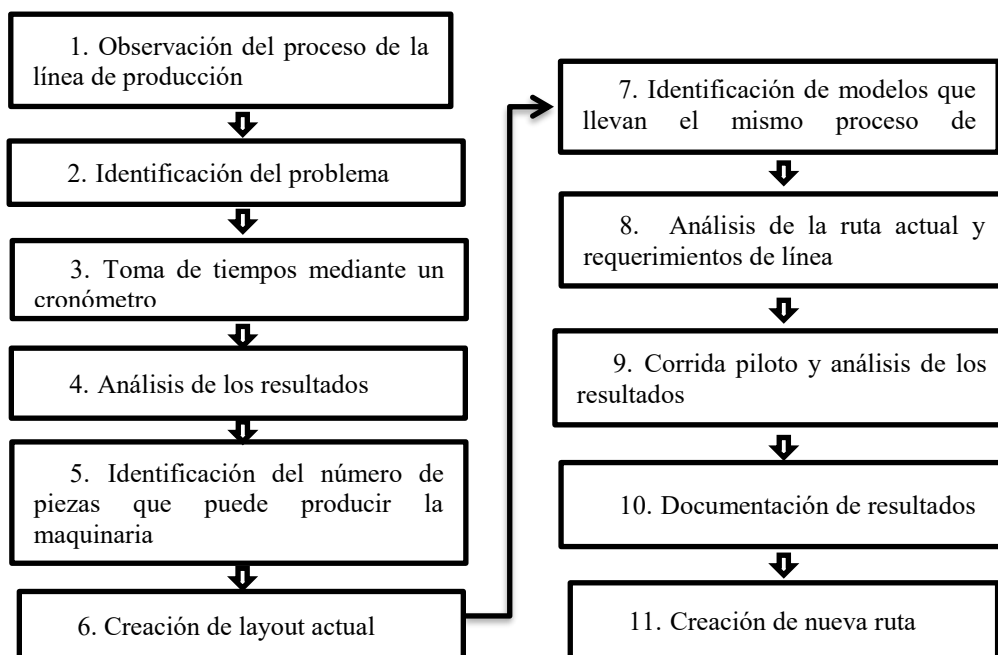 1. Observación del proceso de la
línea de producción
2. Identificación del problema
3. Toma de tiempos mediante un
cronómetro
4. Análisis de los resultados
5. Identificación del número de
piezas que puede producir la
maquinaria
6. Creación de layout actual
7. Identificación de modelos que
llevan el mismo proceso de
8. Análisis de la ruta actual y
requerimientos de línea
9. Corrida piloto y análisis de los
resultados
10. Documentación de resultados
11. Creación de nueva ruta